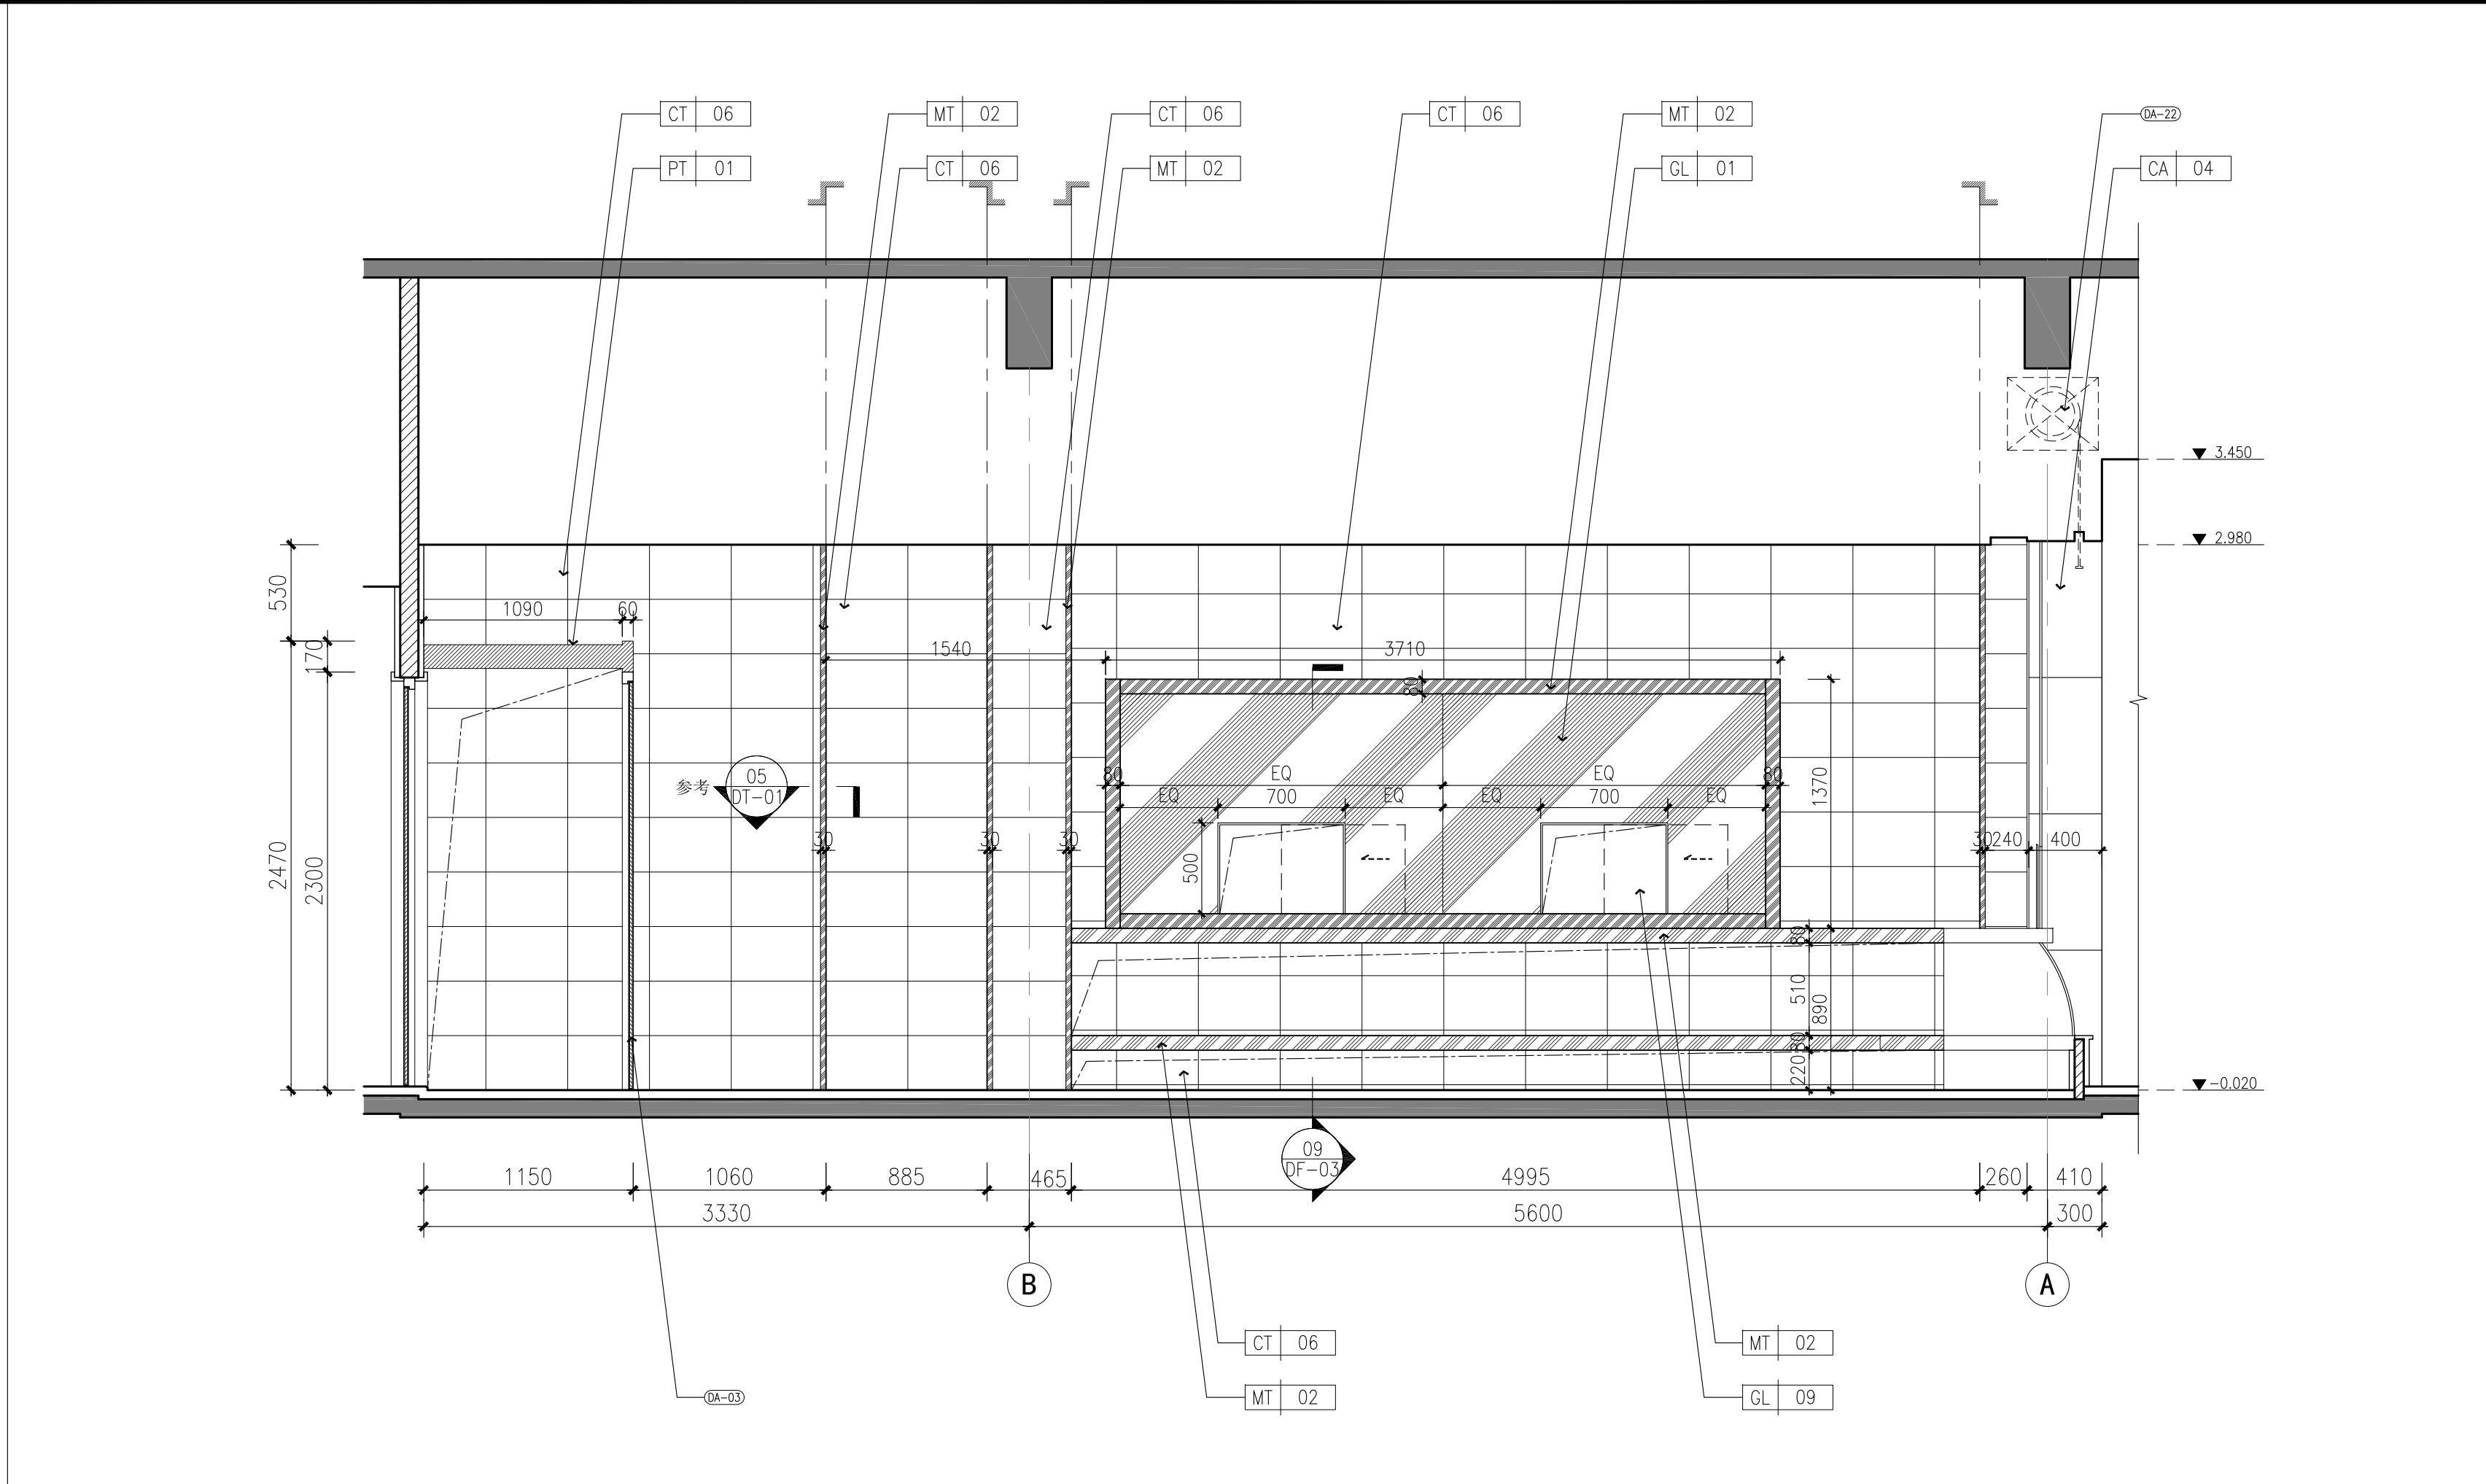 CT 06
MT 02
CT 06
CT 06
MT 02
DA-22
PT 01
CT 06
MT 02
GL 01
CA 04
3.450
2.980
530
1090
60
170
1540
3710
80
05
参考
DT-01
80
EQ
EQ
80
EQ
700
EQ
EQ
700
EQ
1370
30
30
30
500
30
240
400
2470
2300
80
510
890
80
220
-0.020
09
DF-03
1150
1060
885
465
4995
260
410
3330
5600
300
B
A
CT 06
MT 02
DA-03
MT 02
GL 09